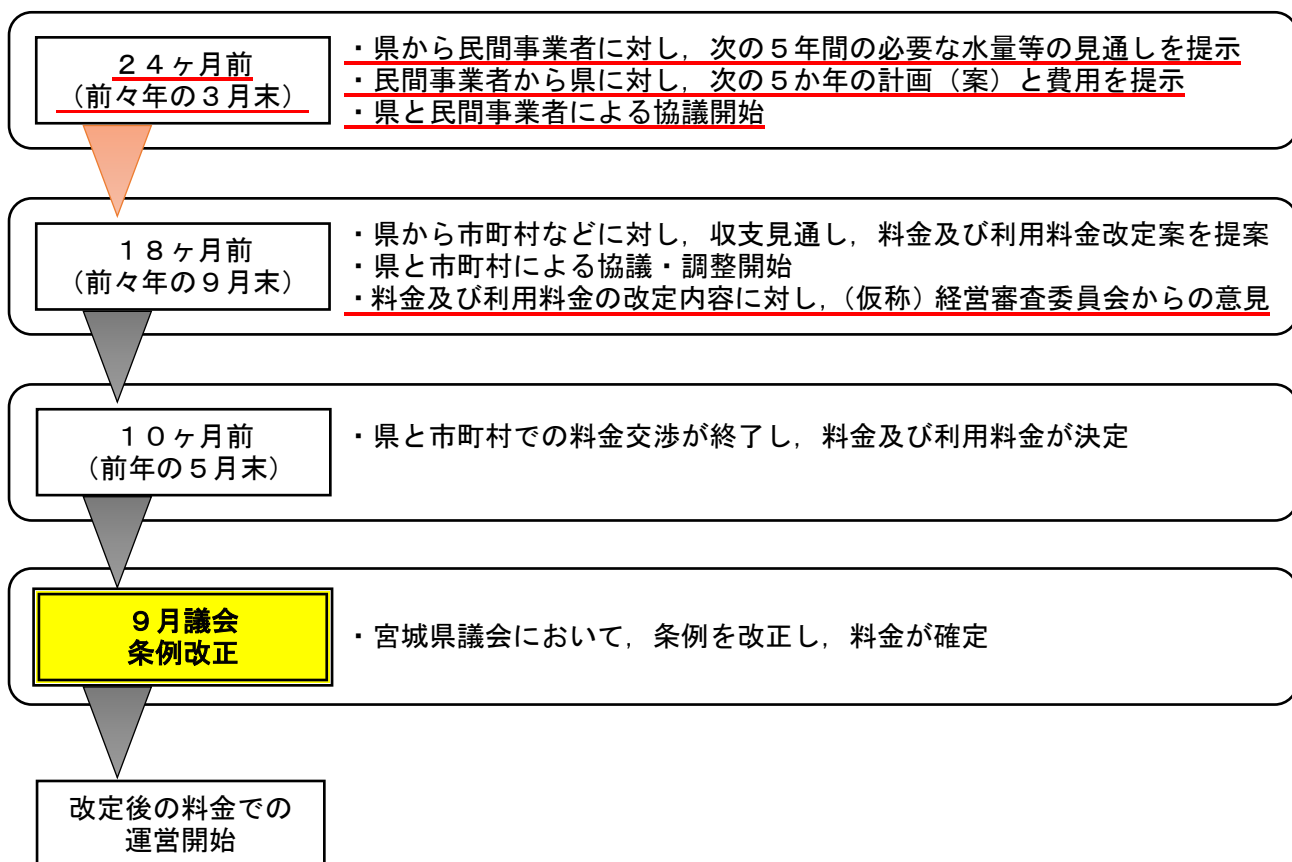 ２４ヶ月前
（前々年の３月末）
・県から民間事業者に対し，次の５年間の必要な水量等の見通しを提示
・民間事業者から県に対し，次の５か年の計画（案）と費用を提示
・県と民間事業者による協議開始
１８ヶ月前
（前々年の９月末）
・県から市町村などに対し，収支見通し，料金及び利用料金改定案を提案
・県と市町村による協議・調整開始
・料金及び利用料金の改定内容に対し，（仮称）経営審査委員会からの意見
１０ヶ月前
（前年の５月末）
・県と市町村での料金交渉が終了し，料金及び利用料金が決定
９月議会
条例改正
・宮城県議会において，条例を改正し，料金が確定
改定後の料金での
運営開始